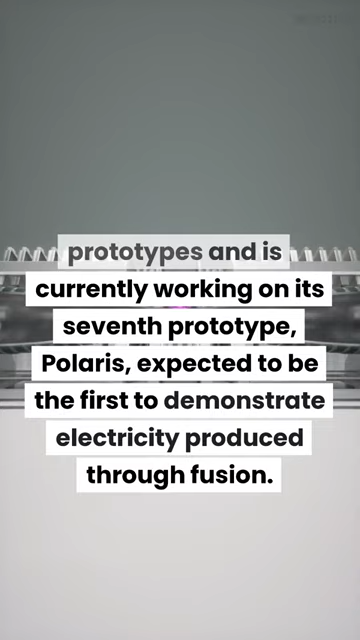 prototypes and is
currently working on its
seventh prototype,
Polaris, expected to be
the first to demonstrate
electricity produced
through fusion.